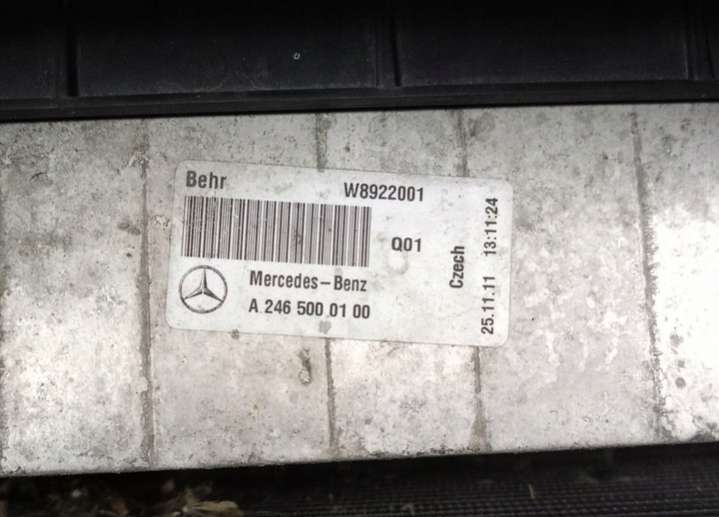 Behr W8922001
Q01
Mercedes-Benz
A 246 500 01 00
Czech
25.11.11 13:11:24